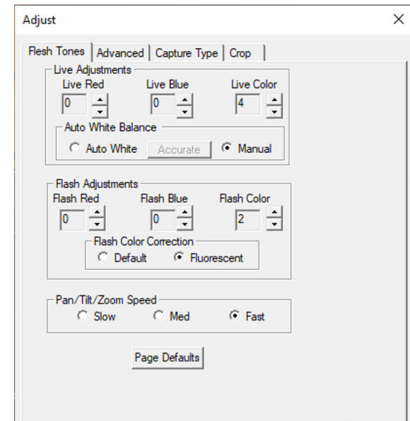 Adjust
Flesh Tones Advanced Capture Type Crop
Live Adjustments
Live Red Live Blue Live Color
0 0 4
Auto White Balance
Auto White Accurate Manual
Flash Adjustments
Flash Red Flash Blue Flash Color
0 0 2
Flash Color Correction
Default Fluorescent
Pan/Tilt/Zoom Speed
Slow Med Fast
Page Defaults